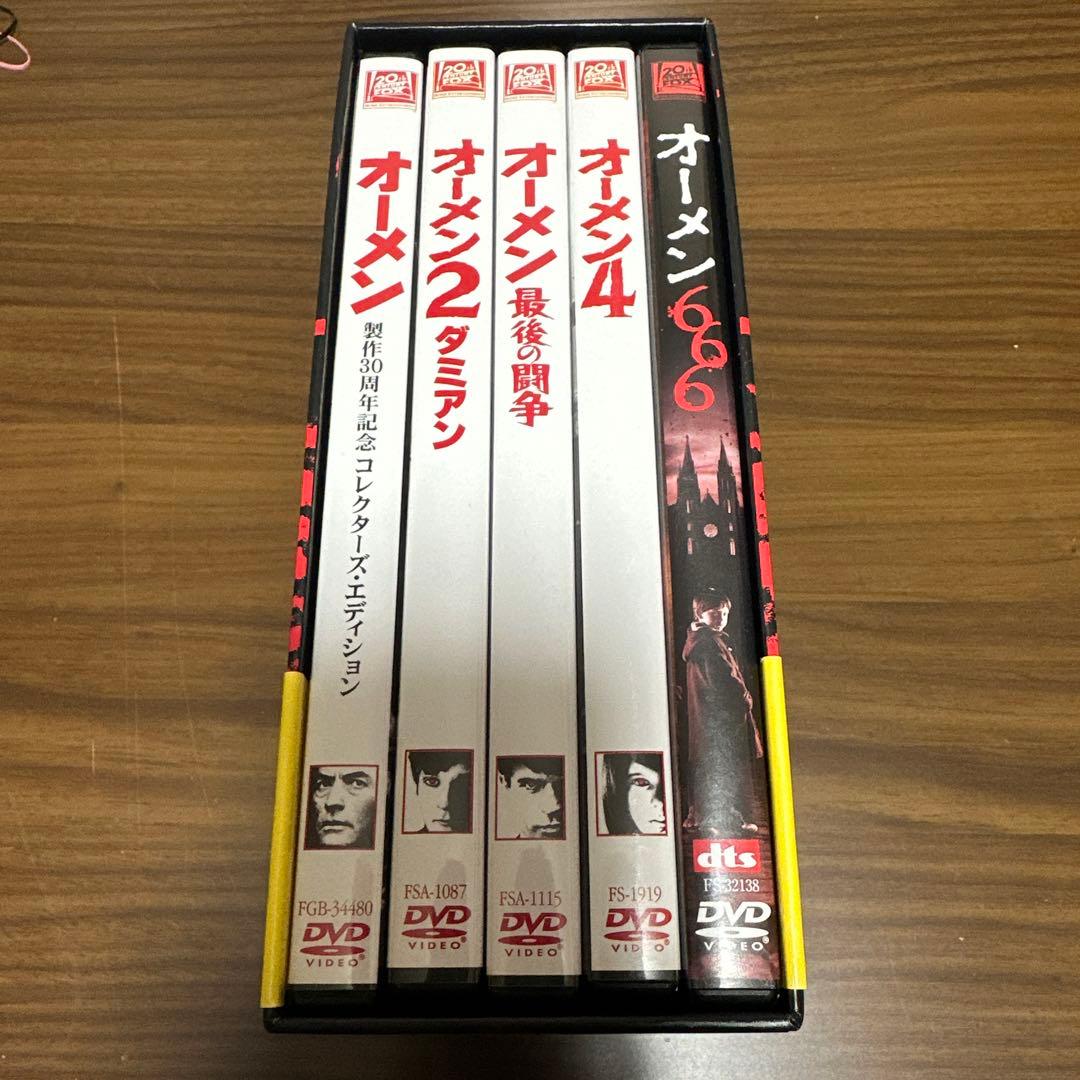 20th
CENTURY
FOX
オーメン
製作30周年記念 コレクターズ・エディション
FGB-34480
DVD
VIDEO
20th
CENTURY
FOX
オーメン2
ダミアン
FSA-1087
DVD
VIDEO
20th
CENTURY
FOX
オーメン
最後の闘争
FSA-1115
DVD
VIDEO
20th
CENTURY
FOX
オーメン4
FS-1919
DVD
VIDEO
20th
CENTURY
FOX
オーメン
666
dts
FS-32138
DVD
VIDEO